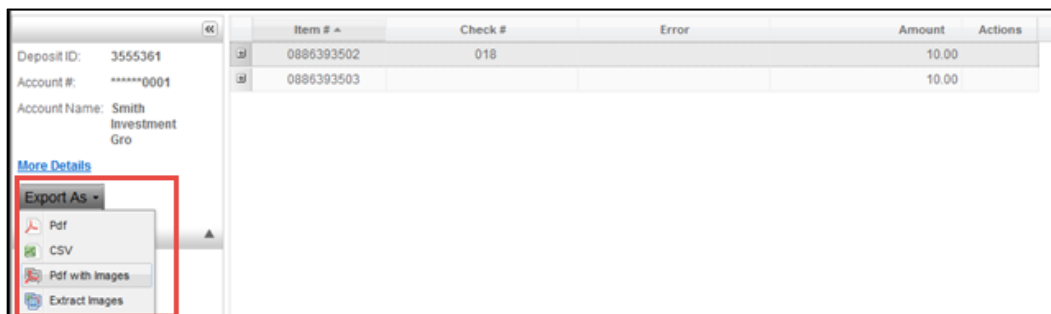 Item # Check # Error Amount Actions
Deposit ID: 3555361
Account #: ******0001
Account Name: Smith
Investment
Gro
More Details
Export As
Pdf
CSV
Pdf with Images
Extract Images
0886393502 018 10.00
0886393503 10.00